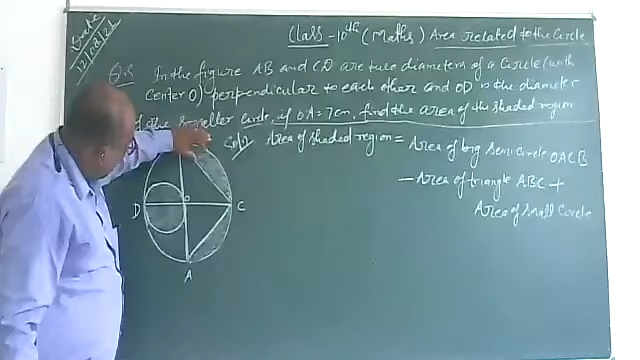 Date
12/02/21
Class - 10th (Maths) Area related to the Circle
Q.5 In the figure AB and CD are two diameters of a Circle (with
Center O) perpendicular to each other and OD is the diameter
of the smaller circle, if OA = 7cm, find the area of the shaded region
Soln Area of shaded region = Area of big semicircle OACB
- Area of triangle ABC +
Area of small Circle
D O C
A